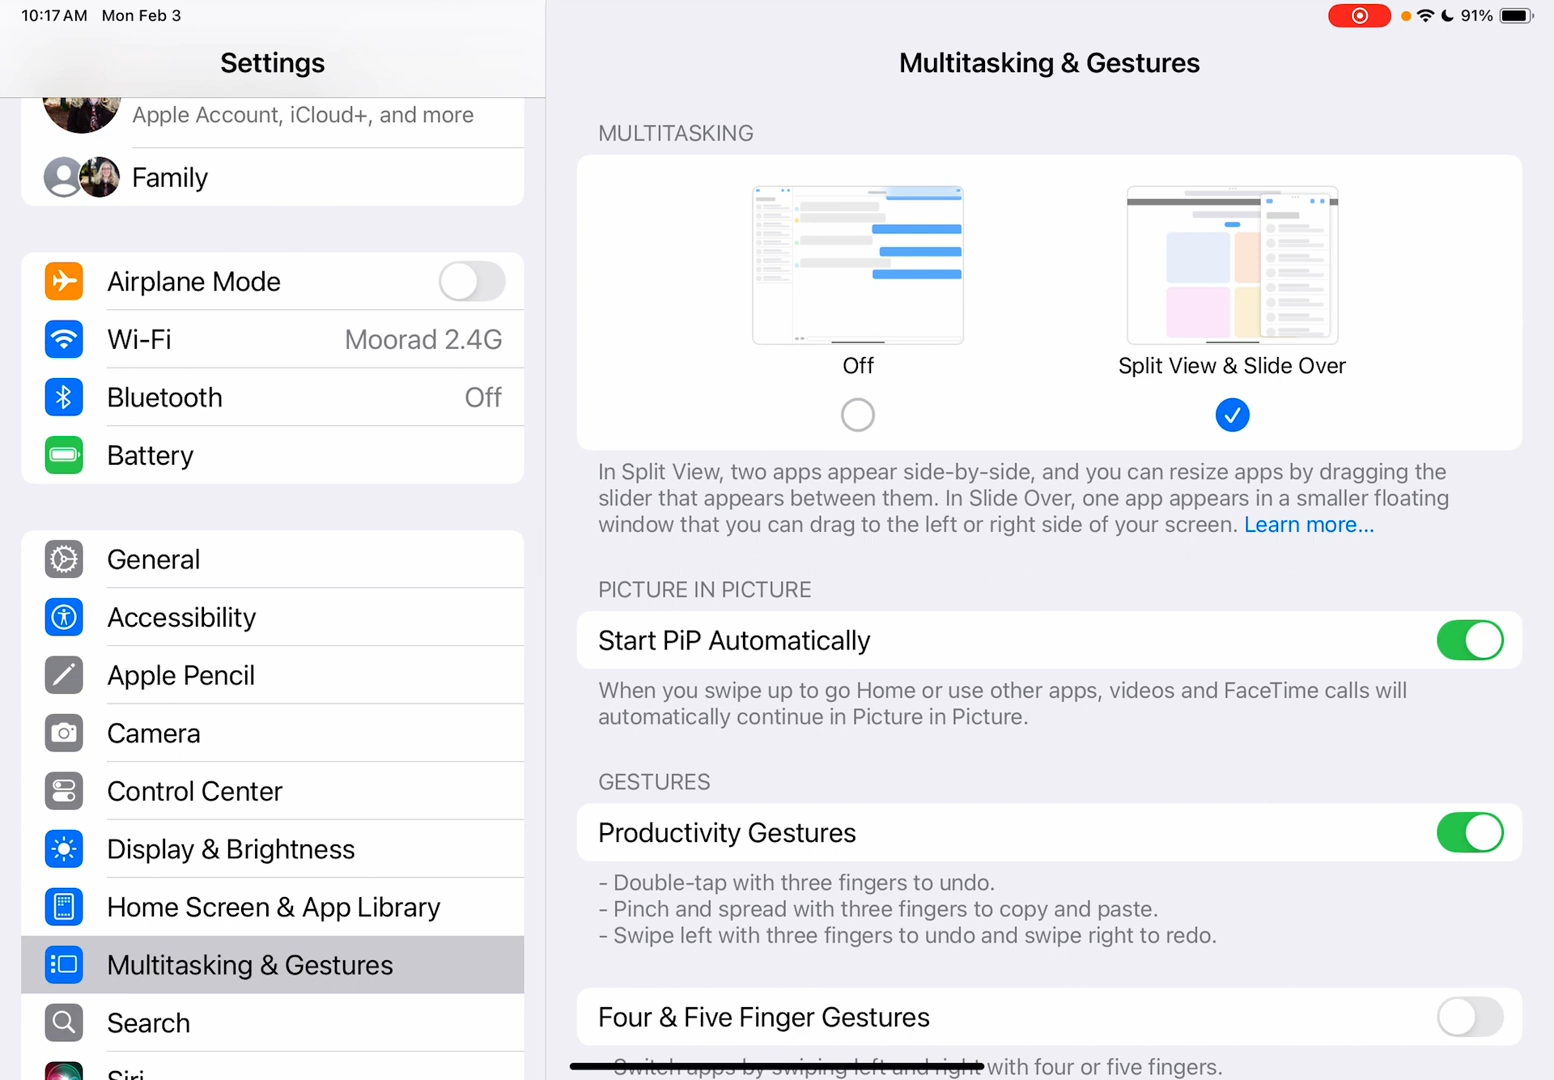 10:17 AM Mon Feb 3
91%
Settings
Apple Account, iCloud+, and more
Family
Airplane Mode
Wi-Fi
Moorad 2.4G
Bluetooth
Off
Battery
General
Accessibility
Apple Pencil
Camera
Control Center
Display & Brightness
Home Screen & App Library
Multitasking & Gestures
Search
Siri
Multitasking & Gestures
MULTITASKING
Off
Split View & Slide Over
In Split View, two apps appear side-by-side, and you can resize apps by dragging the
slider that appears between them. In Slide Over, one app appears in a smaller floating
window that you can drag to the left or right side of your screen. Learn more...
PICTURE IN PICTURE
Start PiP Automatically
When you swipe up to go Home or use other apps, videos and FaceTime calls will
automatically continue in Picture in Picture.
GESTURES
Productivity Gestures
- Double-tap with three fingers to undo.
- Pinch and spread with three fingers to copy and paste.
- Swipe left with three fingers to undo and swipe right to redo.
Four & Five Finger Gestures
- Switch apps by swiping left and right with four or five fingers.